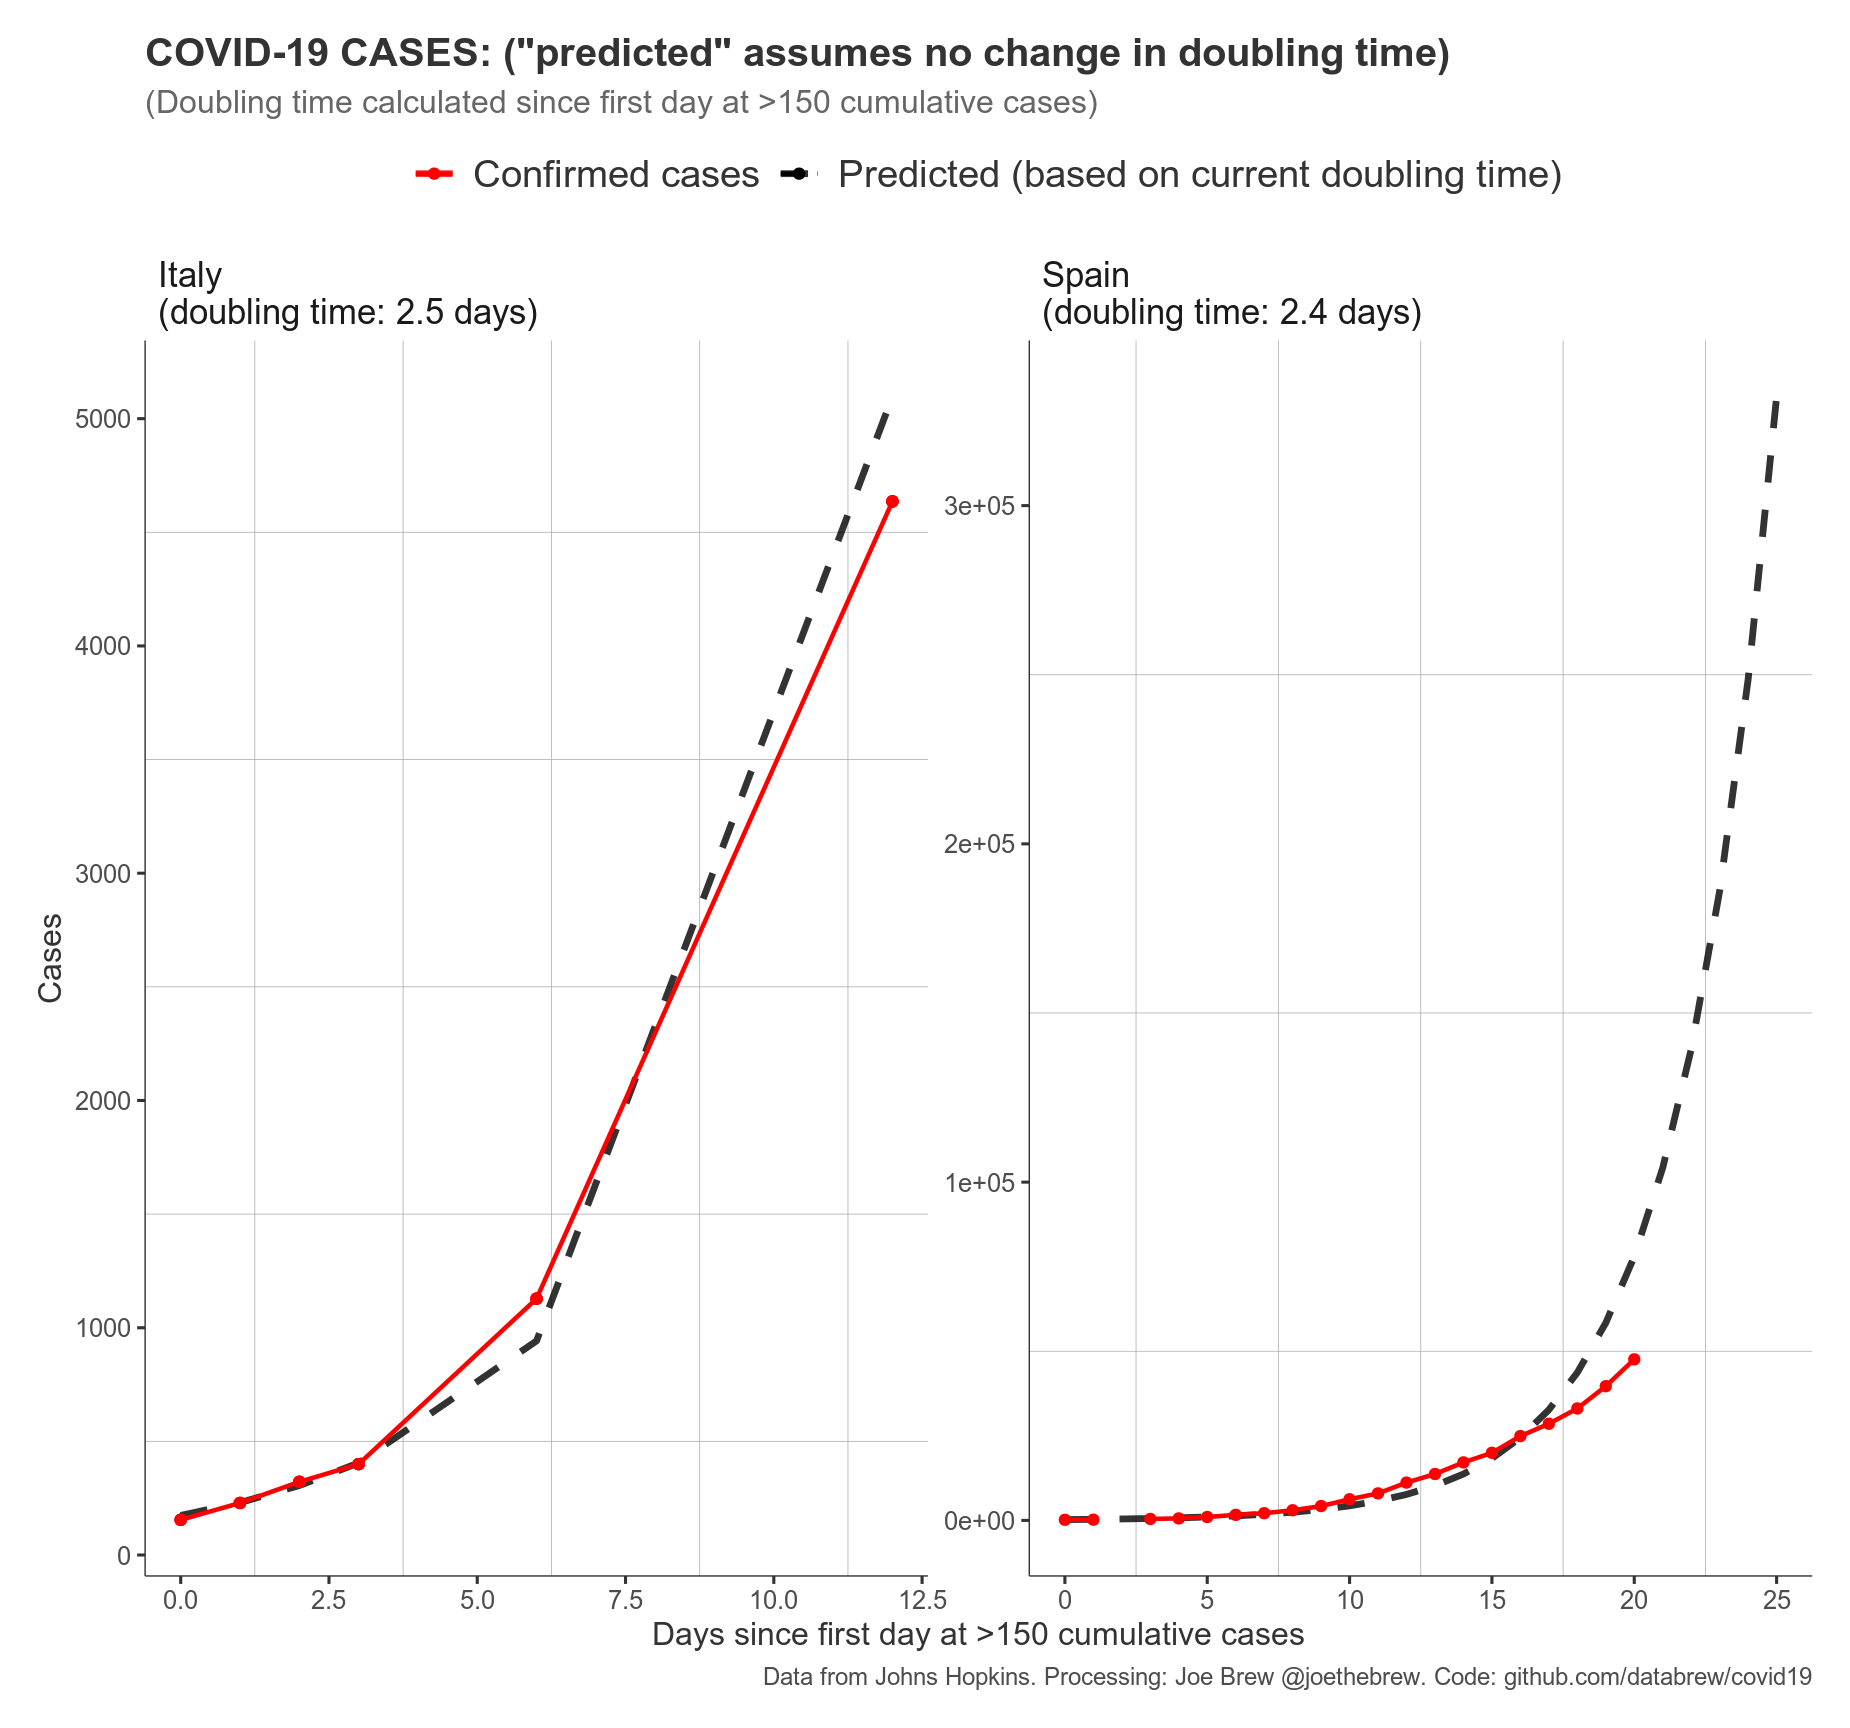 COVID-19 CASES: ("predicted" assumes no change in doubling time)
(Doubling time calculated since first day at >150 cumulative cases)
Confirmed cases
Predicted (based on current doubling time)
Italy
(doubling time: 2.5 days)
Spain
(doubling time: 2.4 days)
Cases
5000
4000
3000
2000
1000
0
0.0
2.5
5.0
7.5
10.0
12.5
3e+05
2e+05
1e+05
0e+00
0
5
10
15
20
25
Days since first day at >150 cumulative cases
Data from Johns Hopkins. Processing: Joe Brew @joethebrew. Code: github.com/databrew/covid19